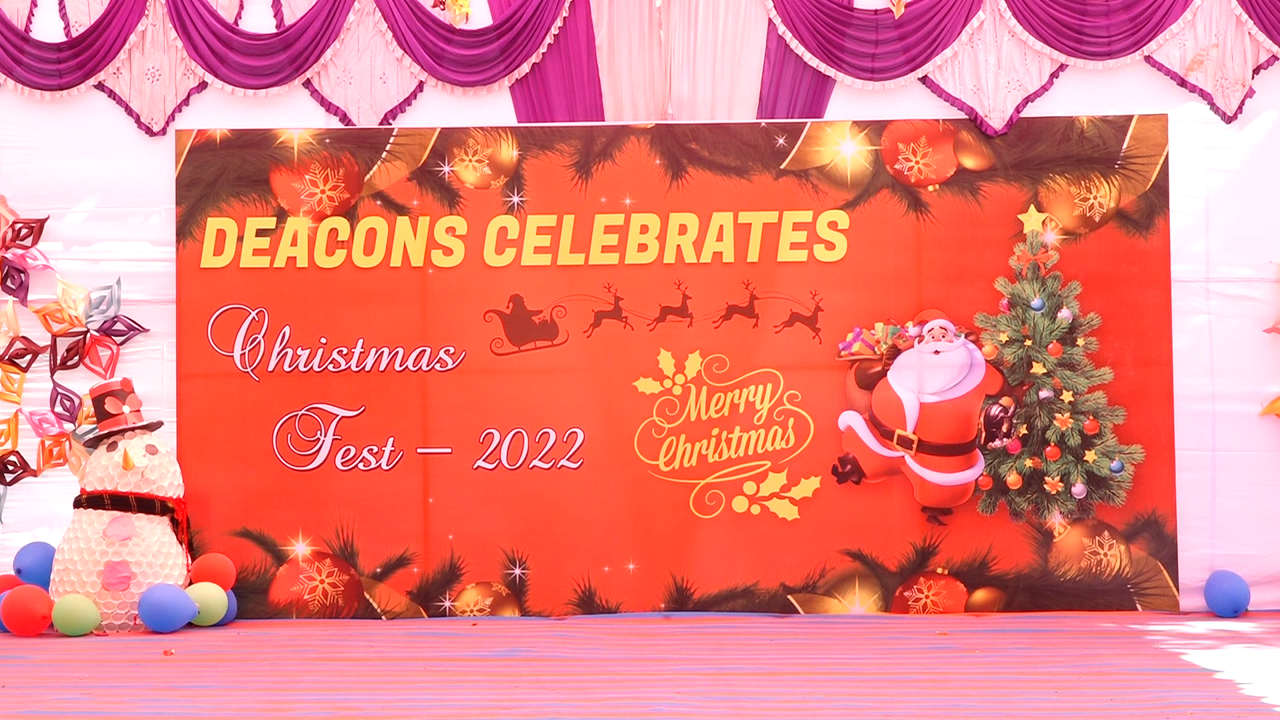 DEACONS CELEBRATES
Christmas
Fest – 2022
Merry
Christmas